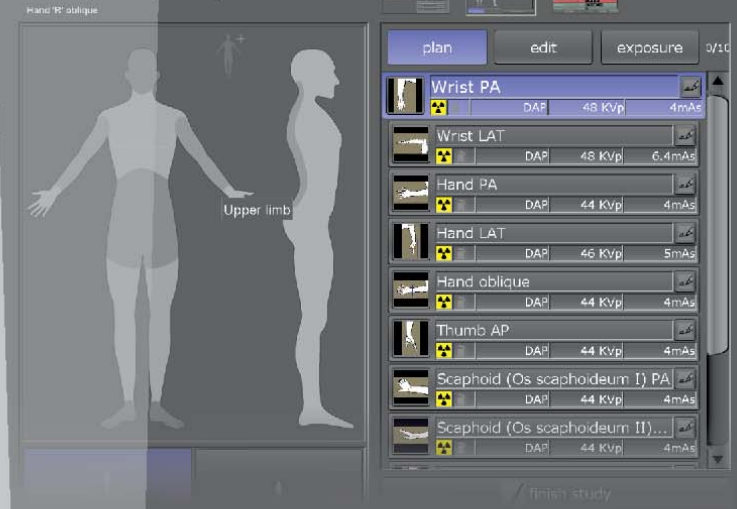 Hand 'R' oblique
plan edit exposure 0/10
Wrist PA
DAP 48 KVp 4mAs
Wrist LAT
DAP 48 KVp 6.4mAs
Hand PA
DAP 44 KVp 4mAs
Upper limb
Hand LAT
DAP 46 KVp 5mAs
Hand oblique
DAP 44 KVp 4mAs
Thumb AP
DAP 44 KVp 4mAs
Scaphoid (Os scaphoideum I) PA
DAP 44 KVp 4mAs
Scaphoid (Os scaphoideum II)...
DAP 44 KVp 4mAs
finish study